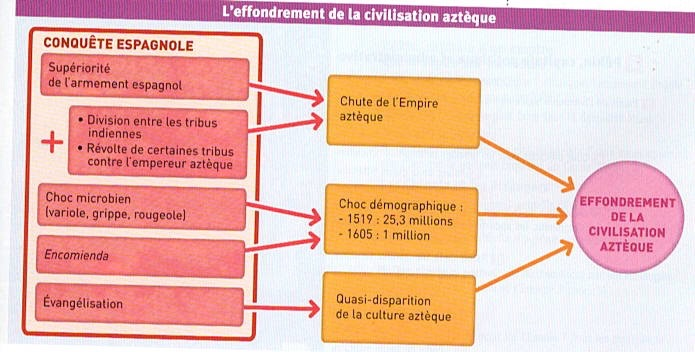 L'effondrement de la civilisation aztèque
CONQUÊTE ESPAGNOLE
Supériorité
de l'armement espagnol
+
• Division entre les tribus
indiennes
• Révolte de certaines tribus
contre l'empereur aztèque
Choc microbien
(variole, grippe, rougeole)
Encomienda
Évangélisation
Chute de l'Empire
aztèque
Choc démographique :
- 1519 : 25,3 millions
- 1605 : 1 million
Quasi-disparition
de la culture aztèque
EFFONDREMENT
DE LA
CIVILISATION
AZTÈQUE